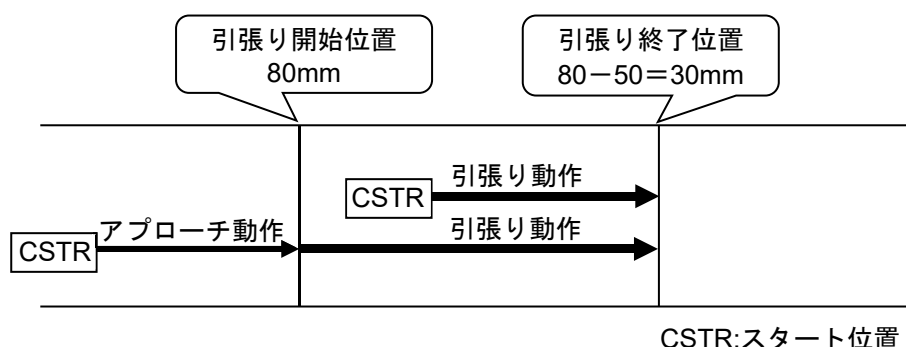 引張り開始位置
80mm
引張り終了位置
80－50＝30mm
引張り動作
CSTR
アプローチ動作
引張り動作
CSTR
CSTR:スタート位置